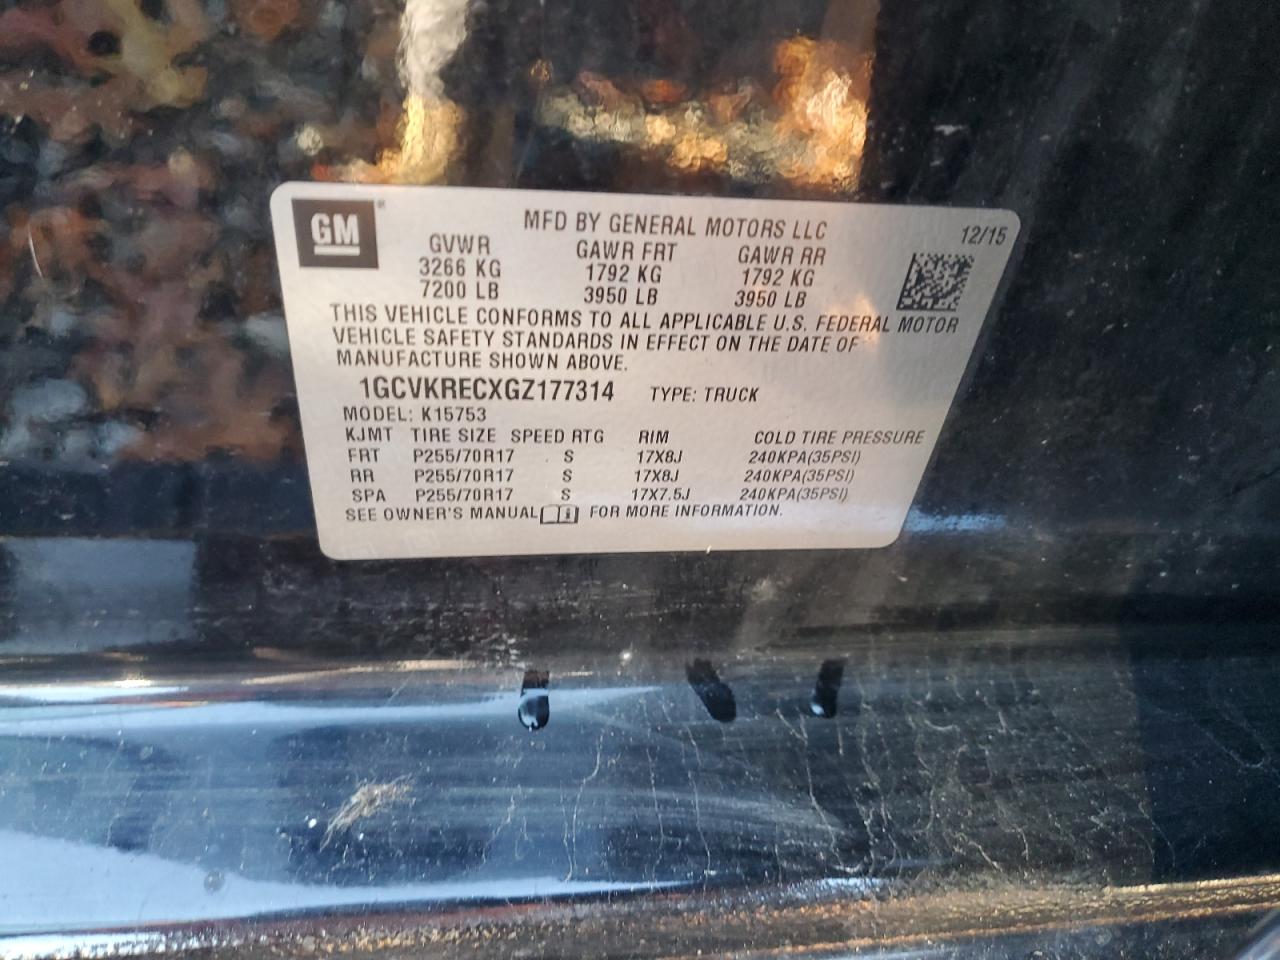 GM®
MFD BY GENERAL MOTORS LLC
12/15
GVWR GAWR FRT GAWR RR
3266 KG 1792 KG 1792 KG
7200 LB 3950 LB 3950 LB
THIS VEHICLE CONFORMS TO ALL APPLICABLE U.S. FEDERAL MOTOR
VEHICLE SAFETY STANDARDS IN EFFECT ON THE DATE OF
MANUFACTURE SHOWN ABOVE.
1GCVKRECXGZ177314 TYPE: TRUCK
MODEL: K15753
KJMT TIRE SIZE SPEED RTG RIM COLD TIRE PRESSURE
FRT P255/70R17 S 17X8J 240KPA(35PSI)
RR P255/70R17 S 17X8J 240KPA(35PSI)
SPA P255/70R17 S 17X7.5J 240KPA(35PSI)
SEE OWNER'S MANUAL FOR MORE INFORMATION.